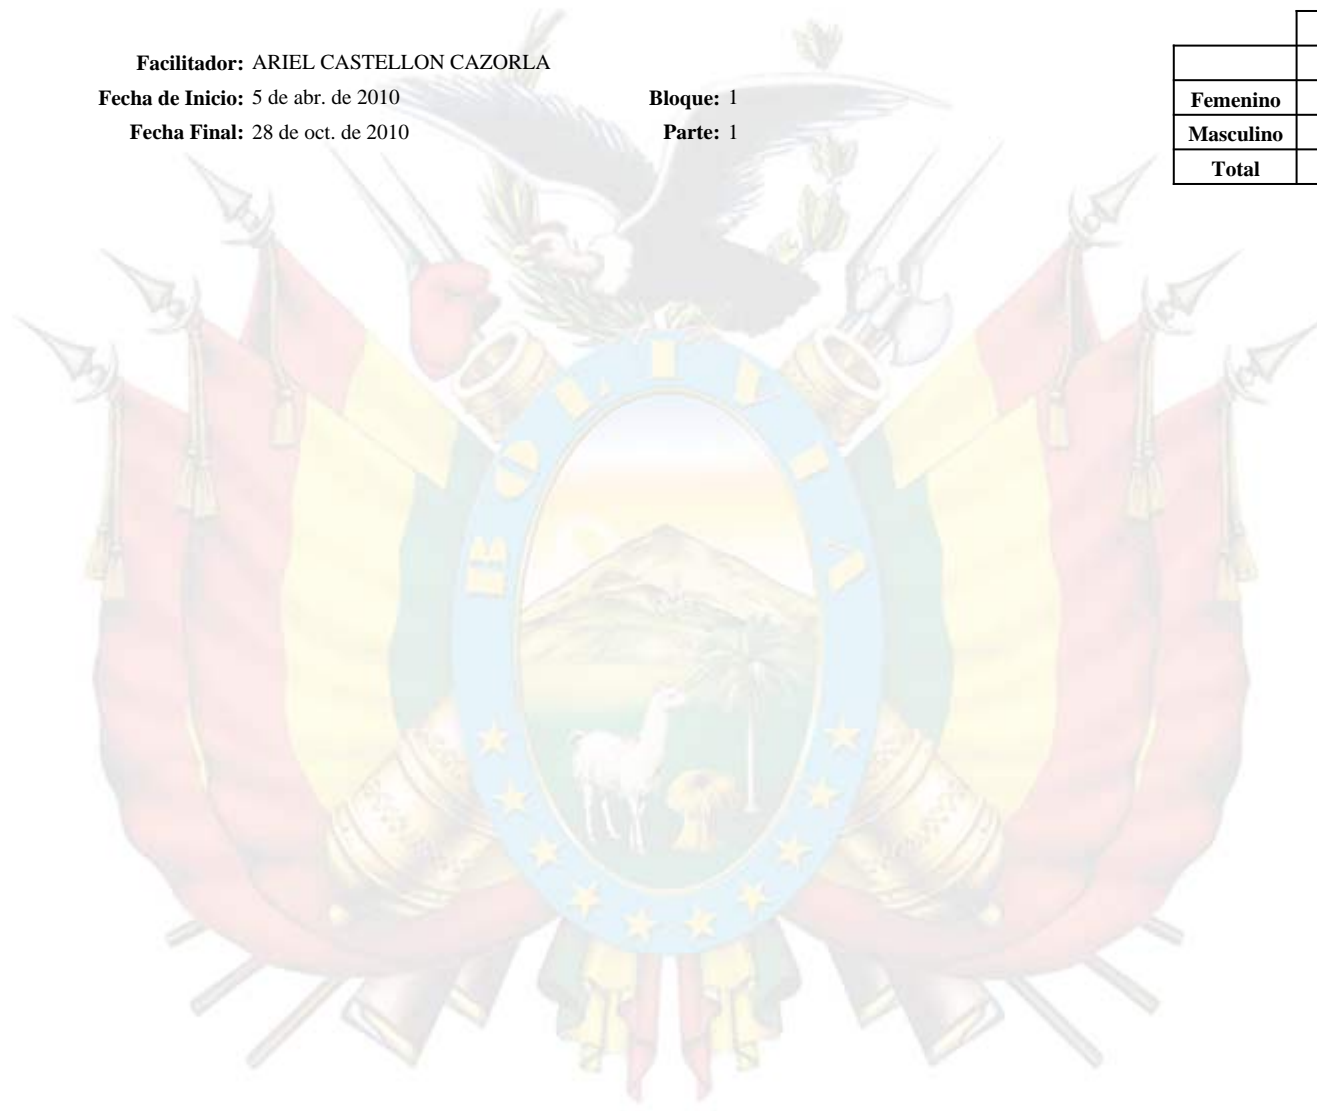 Facilitador: ARIEL CASTELLON CAZORLA
Fecha de Inicio: 5 de abr. de 2010 Bloque: 1
Fecha Final: 28 de oct. de 2010 Parte: 1
Femenino
Masculino
Total
BOLIVIA